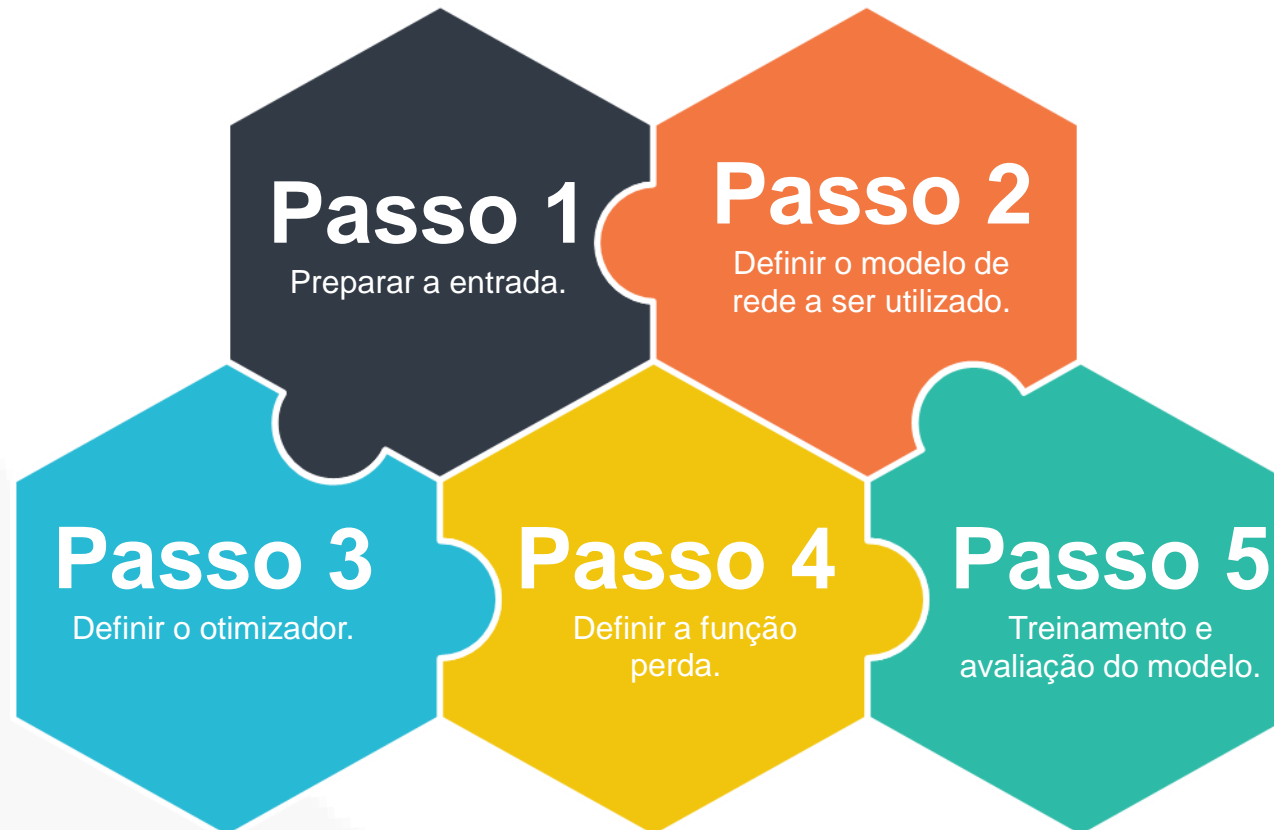 Passo 1
Preparar a entrada.
Passo 2
Definir o modelo de
rede a ser utilizado.
Passo 3
Definir o otimizador.
Passo 4
Definir a função
perda.
Passo 5
Treinamento e
avaliação do modelo.